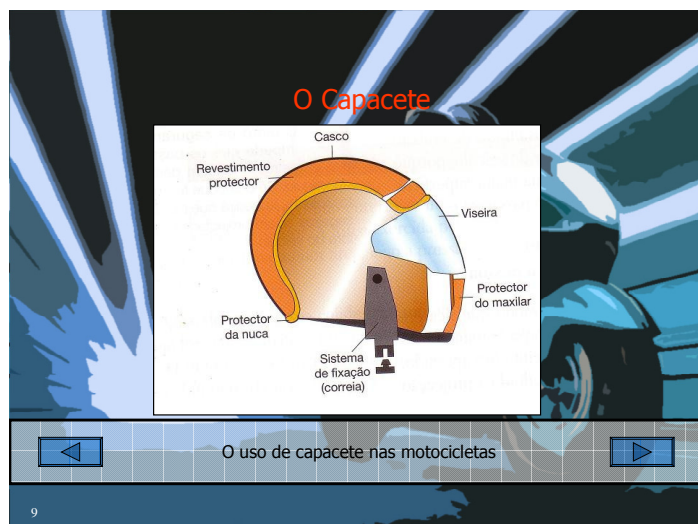 O Capacete
Casco
Revestimento
protector
Viseira
Protector
do maxilar
Protector
da nuca
Sistema
de fixação
(correia)
O uso de capacete nas motocicletas
9